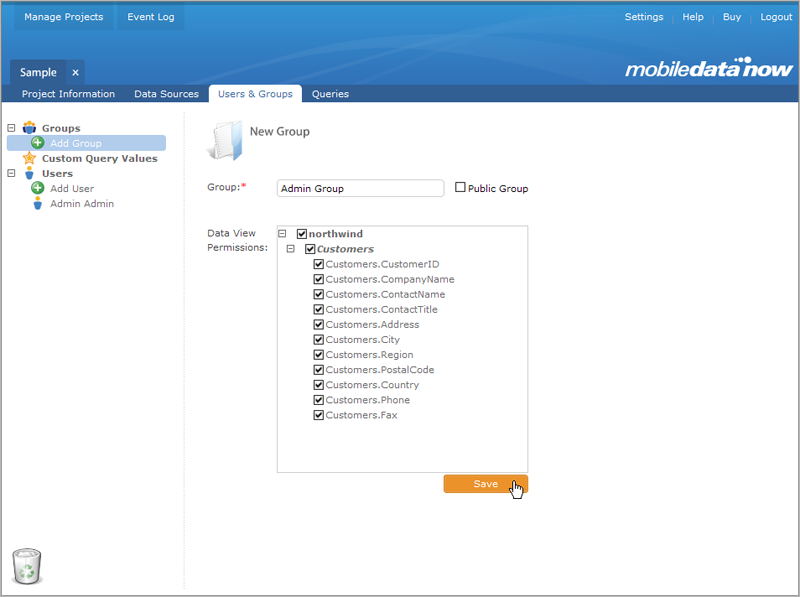 Manage Projects Event Log Settings Help Buy Logout
Sample x
mobiledatanow
Project Information Data Sources Users & Groups Queries
Groups
Add Group
Custom Query Values
Users
Add User
Admin Admin
New Group
Group:* Admin Group Public Group
Data View Permissions:
northwind
Customers
Customers.CustomerID
Customers.CompanyName
Customers.ContactName
Customers.ContactTitle
Customers.Address
Customers.City
Customers.Region
Customers.PostalCode
Customers.Country
Customers.Phone
Customers.Fax
Save